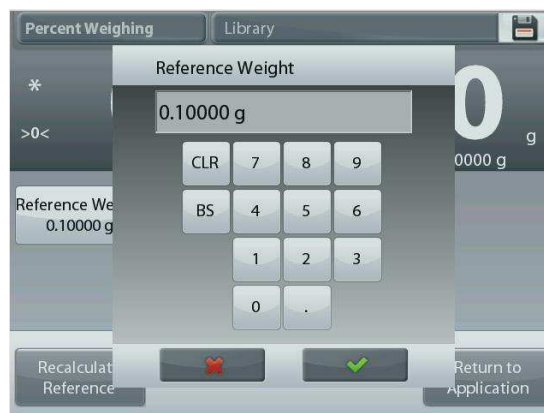 Percent Weighing
Library
Reference Weight
*
0.10000 g
0
>0<
g
0000 g
CLR 7 8 9
Reference We
0.10000 g
BS 4 5 6
1 2 3
0 .
Recalculat
Reference
Return to
Application